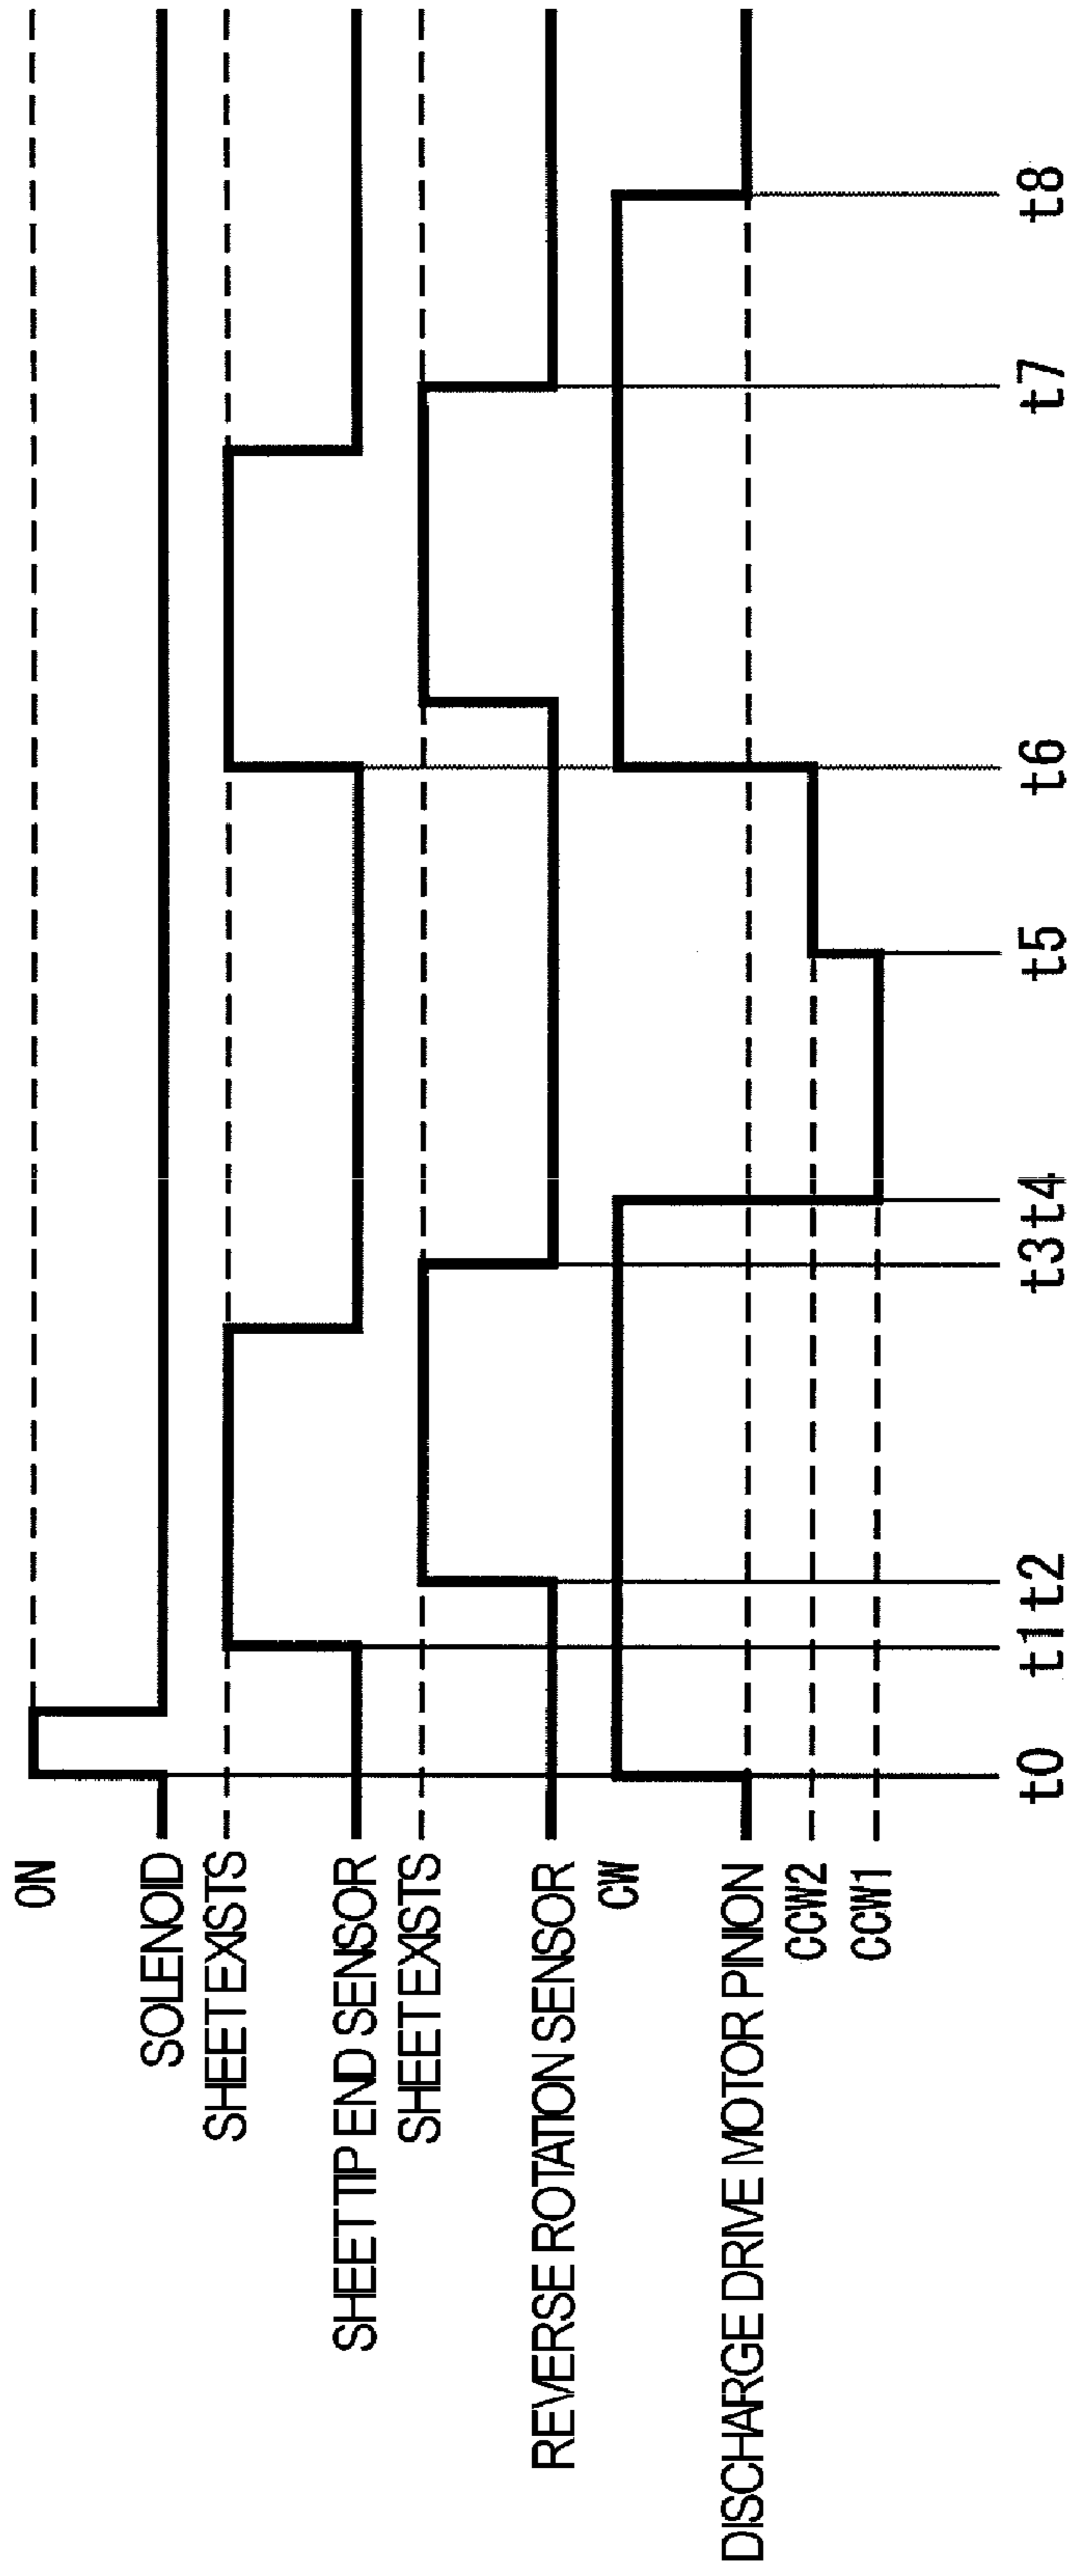 ON
SOLENOID
SHEET EXISTS
SHEET TIP END SENSOR
SHEET EXISTS
REVERSE ROTATION SENSOR
CW
DISCHARGE DRIVE MOTOR PINION
CCW2
CCW1
t0 t1 t2 t3 t4 t5 t6 t7 t8